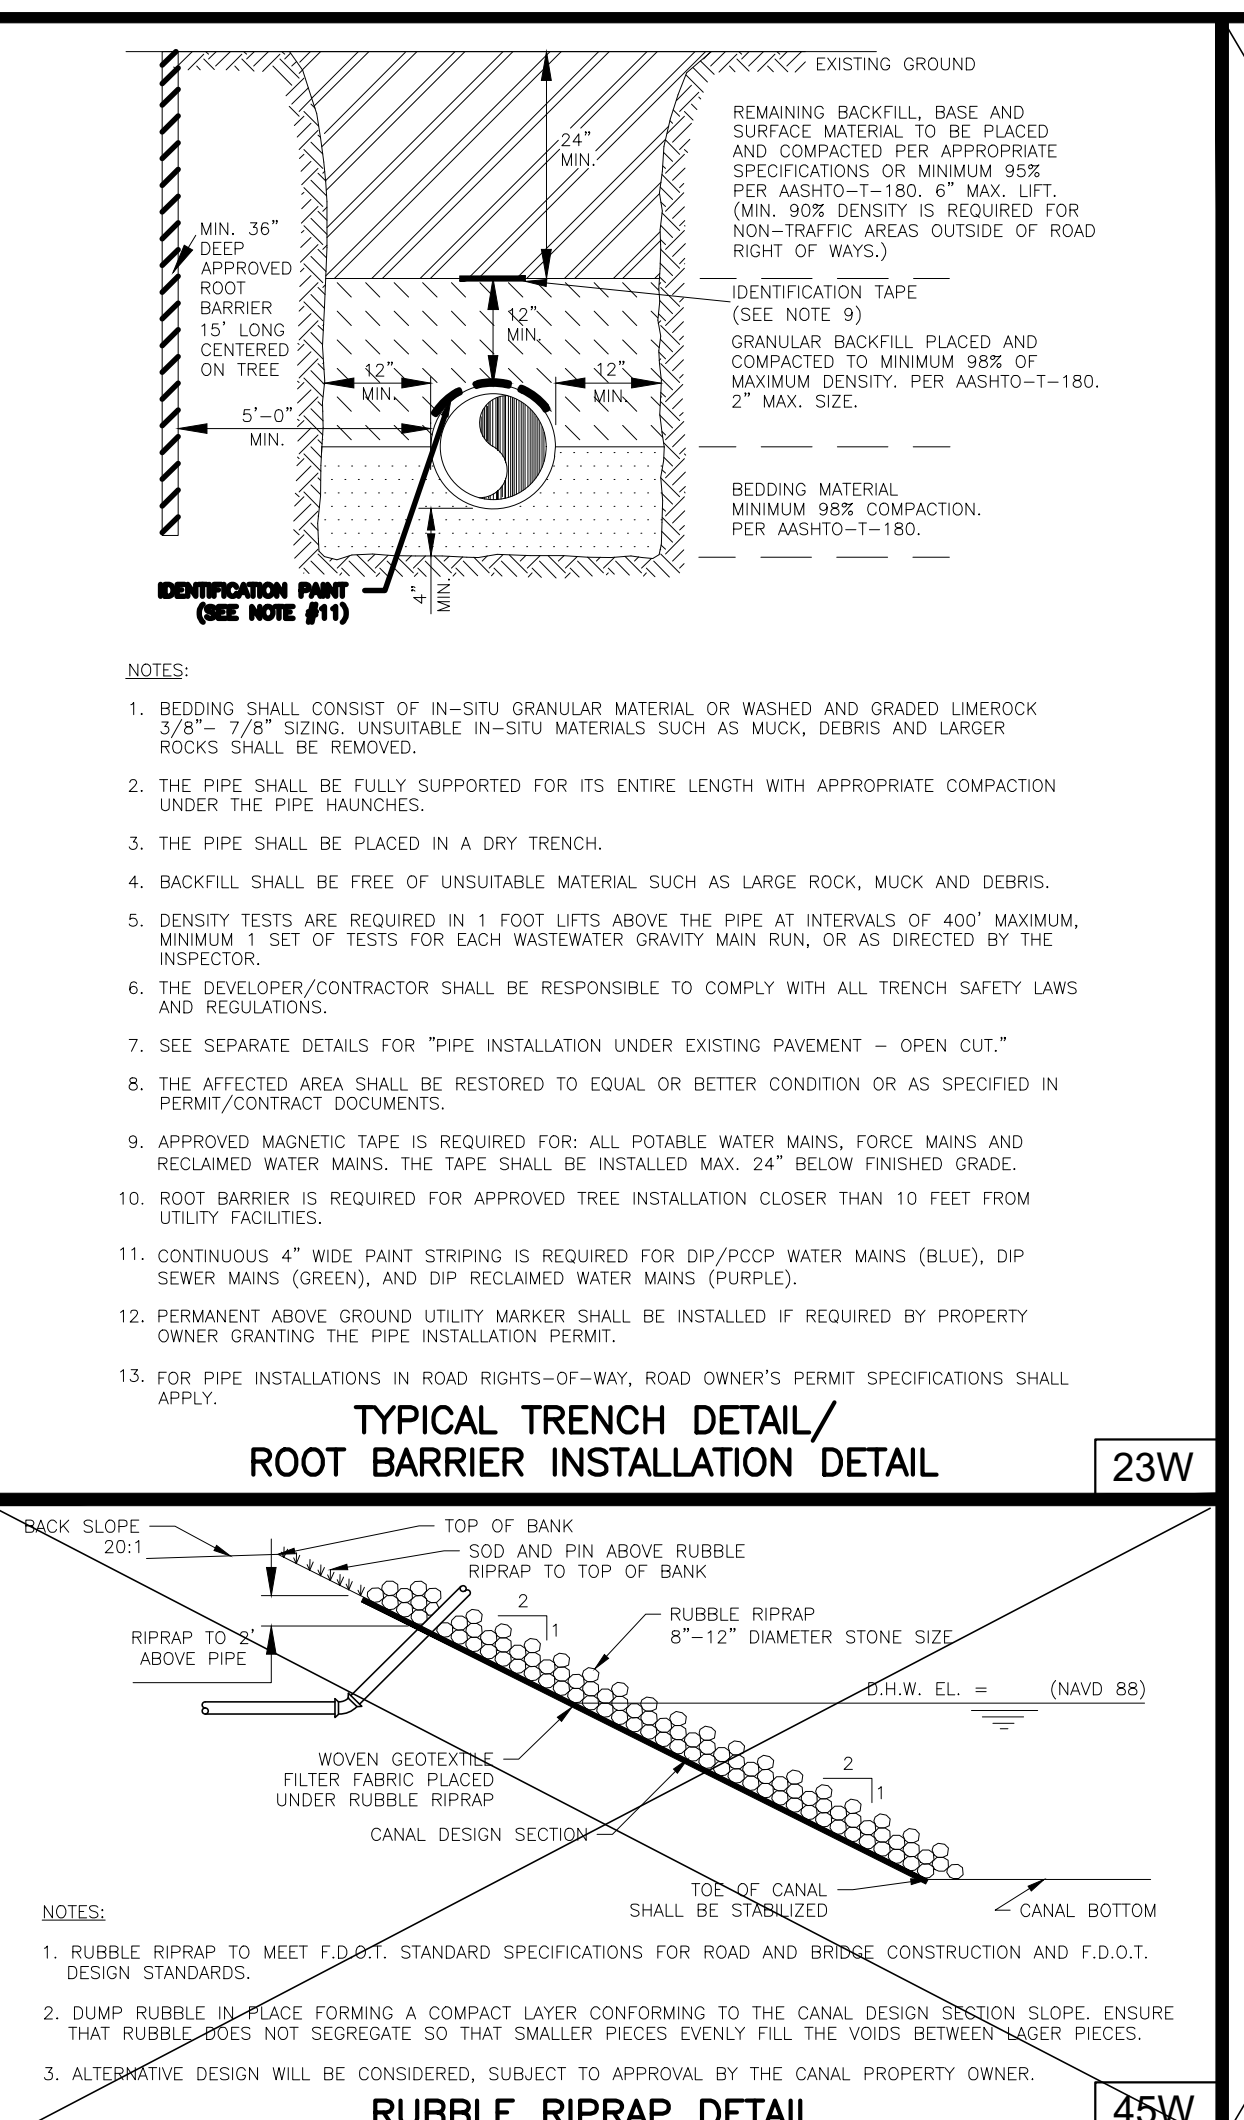 EXISTING GROUND
24"
MIN.
REMAINING BACKFILL, BASE AND
SURFACE MATERIAL TO BE PLACED
AND COMPACTED PER APPROPRIATE
SPECIFICATIONS OR MINIMUM 95%
PER AASHTO-T-180. 6" MAX. LIFT.
(MIN. 90% DENSITY IS REQUIRED FOR
NON-TRAFFIC AREAS OUTSIDE OF ROAD
RIGHT OF WAYS.)
MIN. 36"
DEEP
APPROVED
ROOT
BARRIER
15' LONG
CENTERED
ON TREE
IDENTIFICATION TAPE
(SEE NOTE 9)
12"
MIN.
GRANULAR BACKFILL PLACED AND
COMPACTED TO MINIMUM 98% OF
MAXIMUM DENSITY. PER AASHTO-T-180.
2" MAX. SIZE.
12"
MIN.
12"
MIN.
5'-0"
MIN.
BEDDING MATERIAL
MINIMUM 98% COMPACTION.
PER AASHTO-T-180.
4"
MIN.
IDENTIFICATION PAINT
(SEE NOTE #11)
NOTES:
1. BEDDING SHALL CONSIST OF IN-SITU GRANULAR MATERIAL OR WASHED AND GRADED LIMEROCK
3/8"- 7/8" SIZING. UNSUITABLE IN-SITU MATERIALS SUCH AS MUCK, DEBRIS AND LARGER
ROCKS SHALL BE REMOVED.
2. THE PIPE SHALL BE FULLY SUPPORTED FOR ITS ENTIRE LENGTH WITH APPROPRIATE COMPACTION
UNDER THE PIPE HAUNCHES.
3. THE PIPE SHALL BE PLACED IN A DRY TRENCH.
4. BACKFILL SHALL BE FREE OF UNSUITABLE MATERIAL SUCH AS LARGE ROCK, MUCK AND DEBRIS.
5. DENSITY TESTS ARE REQUIRED IN 1 FOOT LIFTS ABOVE THE PIPE AT INTERVALS OF 400' MAXIMUM,
MINIMUM 1 SET OF TESTS FOR EACH WASTEWATER GRAVITY MAIN RUN, OR AS DIRECTED BY THE
INSPECTOR.
6. THE DEVELOPER/CONTRACTOR SHALL BE RESPONSIBLE TO COMPLY WITH ALL TRENCH SAFETY LAWS
AND REGULATIONS.
7. SEE SEPARATE DETAILS FOR "PIPE INSTALLATION UNDER EXISTING PAVEMENT - OPEN CUT."
8. THE AFFECTED AREA SHALL BE RESTORED TO EQUAL OR BETTER CONDITION OR AS SPECIFIED IN
PERMIT/CONTRACT DOCUMENTS.
9. APPROVED MAGNETIC TAPE IS REQUIRED FOR: ALL POTABLE WATER MAINS, FORCE MAINS AND
RECLAIMED WATER MAINS. THE TAPE SHALL BE INSTALLED MAX. 24" BELOW FINISHED GRADE.
10. ROOT BARRIER IS REQUIRED FOR APPROVED TREE INSTALLATION CLOSER THAN 10 FEET FROM
UTILITY FACILITIES.
11. CONTINUOUS 4" WIDE PAINT STRIPING IS REQUIRED FOR DIP/PCCP WATER MAINS (BLUE), DIP
SEWER MAINS (GREEN), AND DIP RECLAIMED WATER MAINS (PURPLE).
12. PERMANENT ABOVE GROUND UTILITY MARKER SHALL BE INSTALLED IF REQUIRED BY PROPERTY
OWNER GRANTING THE PIPE INSTALLATION PERMIT.
13. FOR PIPE INSTALLATIONS IN ROAD RIGHTS-OF-WAY, ROAD OWNER'S PERMIT SPECIFICATIONS SHALL
APPLY.
TYPICAL TRENCH DETAIL/
ROOT BARRIER INSTALLATION DETAIL
23W
BACK SLOPE
20:1
TOP OF BANK
SOD AND PIN ABOVE RUBBLE
RIPRAP TO TOP OF BANK
2
1
RUBBLE RIPRAP
8"-12" DIAMETER STONE SIZE
RIPRAP TO 2'
ABOVE PIPE
D.H.W. EL. = (NAVD 88)
WOVEN GEOTEXTILE
FILTER FABRIC PLACED
UNDER RUBBLE RIPRAP
2
1
CANAL DESIGN SECTION
TOE OF CANAL
SHALL BE STABILIZED
CANAL BOTTOM
NOTES:
1. RUBBLE RIPRAP TO MEET F.D.O.T. STANDARD SPECIFICATIONS FOR ROAD AND BRIDGE CONSTRUCTION AND F.D.O.T.
DESIGN STANDARDS.
2. DUMP RUBBLE IN PLACE FORMING A COMPACT LAYER CONFORMING TO THE CANAL DESIGN SECTION SLOPE. ENSURE
THAT RUBBLE DOES NOT SEGREGATE SO THAT SMALLER PIECES EVENLY FILL THE VOIDS BETWEEN LAGER PIECES.
3. ALTERNATIVE DESIGN WILL BE CONSIDERED, SUBJECT TO APPROVAL BY THE CANAL PROPERTY OWNER.
RUBBLE RIPRAP DETAIL
45W